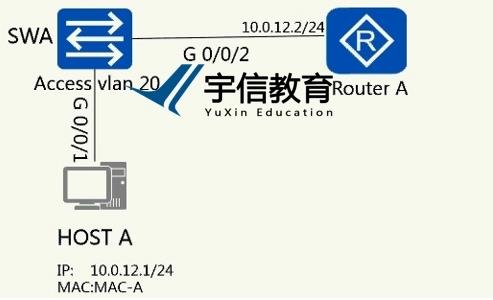 SWA
10.0.12.2/24
G 0/0/2
Access vlan 20
宇信教育
YuXin Education
Router A
G 0/0/1
HOST A
IP: 10.0.12.1/24
MAC:MAC-A